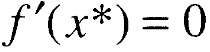 f′(x*) = 0